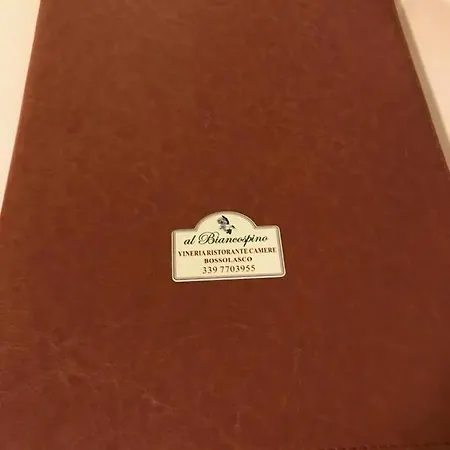 al Biancospino
VINERIA RISTORANTE CAMERE
BOSSOLASCO
339 7703955